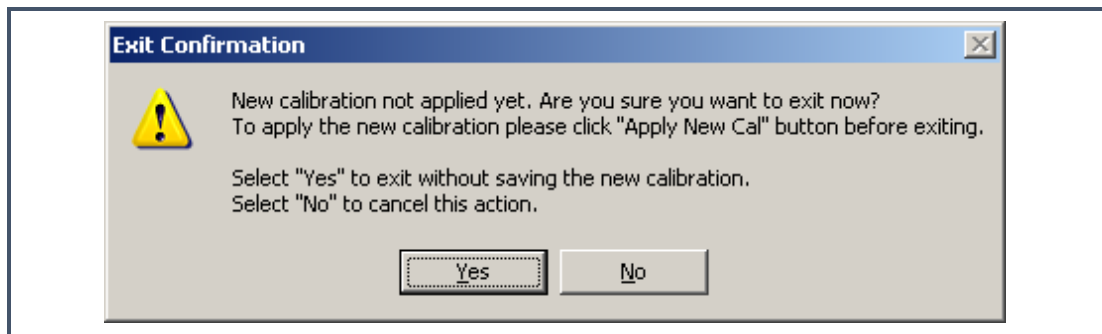 Exit Confirmation
New calibration not applied yet. Are you sure you want to exit now?
To apply the new calibration please click "Apply New Cal" button before exiting.
Select "Yes" to exit without saving the new calibration.
Select "No" to cancel this action.
Yes
No